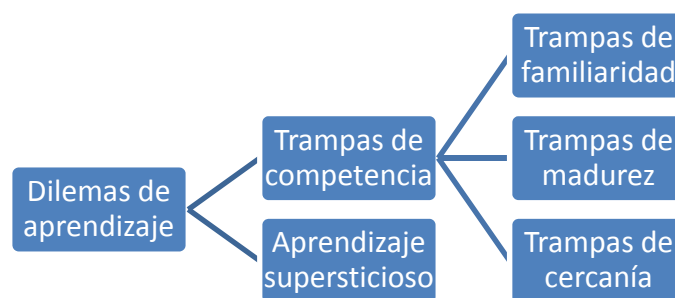 Dilemas de
aprendizaje
Trampas de
competencia
Aprendizaje
supersticioso
Trampas de
familiaridad
Trampas de
madurez
Trampas de
cercanía